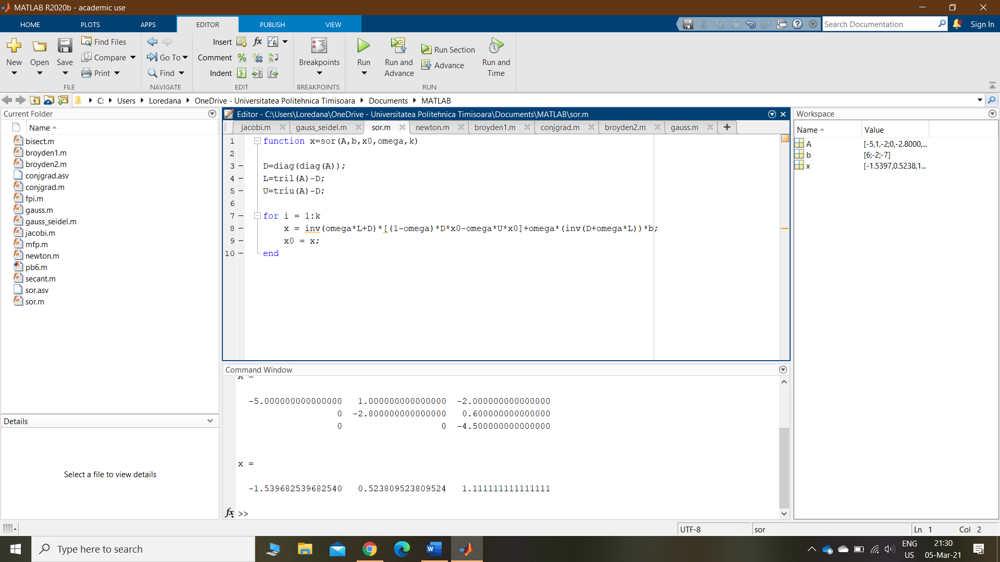 MATLAB R2020b - academic use
HOME PLOTS APPS EDITOR PUBLISH VIEW Search Documentation Sign In
New Open Save Find Files Compare Print
FILE
Go To Find
NAVIGATE
Insert fx
Comment
Indent
EDIT
Breakpoints
BREAKPOINTS
Run Run and Advance Run Section Advance Run and Time
RUN
C: Users Loredana OneDrive - Universitatea Politehnica Timisoara Documents MATLAB
Current Folder
Name
bisect.m
broyden1.m
broyden2.m
conjgrad.asv
conjgrad.m
fpi.m
gauss.m
gauss_seidel.m
jacobi.m
mfp.m
newton.m
pb6.m
secant.m
sor.asv
sor.m
Details
Select a file to view details
Editor - C:\Users\Loredana\OneDrive - Universitatea Politehnica Timisoara\Documents\MATLAB\sor.m
jacobi.m gauss_seidel.m sor.m newton.m broyden1.m conjgrad.m broyden2.m gauss.m
1 function x=sor(A,b,x0,omega,k)
2
3 D=diag(diag(A));
4 L=tril(A)-D;
5 U=triu(A)-D;
6
7 for i = 1:k
8 x = inv(omega*L+D)*[(1-omega)*D*x0-omega*U*x0]+omega*(inv(D+omega*L))*b;
9 x0 = x;
10 end
Command Window
A =
-5.000000000000000 1.000000000000000 -2.000000000000000
0 -2.800000000000000 0.600000000000000
0 0 -4.500000000000000
x =
-1.539682539682540 0.523809523809524 1.111111111111111
fx >>
Workspace
Name Value
A [-5,1,-2;0,-2.8000,...
b [6;-2;-7]
x [-1.5397,0.5238,1...
UTF-8 sor Ln 1 Col 2
Type here to search
ENG
US
21:30
05-Mar-21